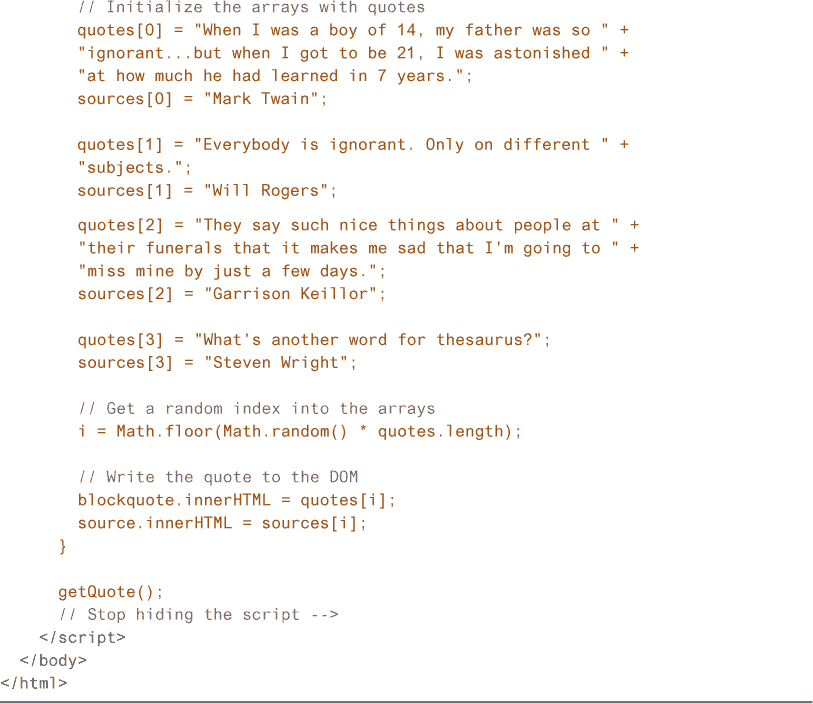 // Initialize the arrays with quotes
quotes[0] = "When I was a boy of 14, my father was so " +
"ignorant...but when I got to be 21, I was astonished " +
"at how much he had learned in 7 years.";
sources[0] = "Mark Twain";
quotes[1] = "Everybody is ignorant. Only on different " +
"subjects.";
sources[1] = "Will Rogers";
quotes[2] = "They say such nice things about people at " +
"their funerals that it makes me sad that I'm going to " +
"miss mine by just a few days.";
sources[2] = "Garrison Keillor";
quotes[3] = "What's another word for thesaurus?";
sources[3] = "Steven Wright";
// Get a random index into the arrays
i = Math.floor(Math.random() * quotes.length);
// Write the quote to the DOM
blockquote.innerHTML = quotes[i];
source.innerHTML = sources[i];
}
getQuote();
// Stop hiding the script -->
</script>
</body>
</html>